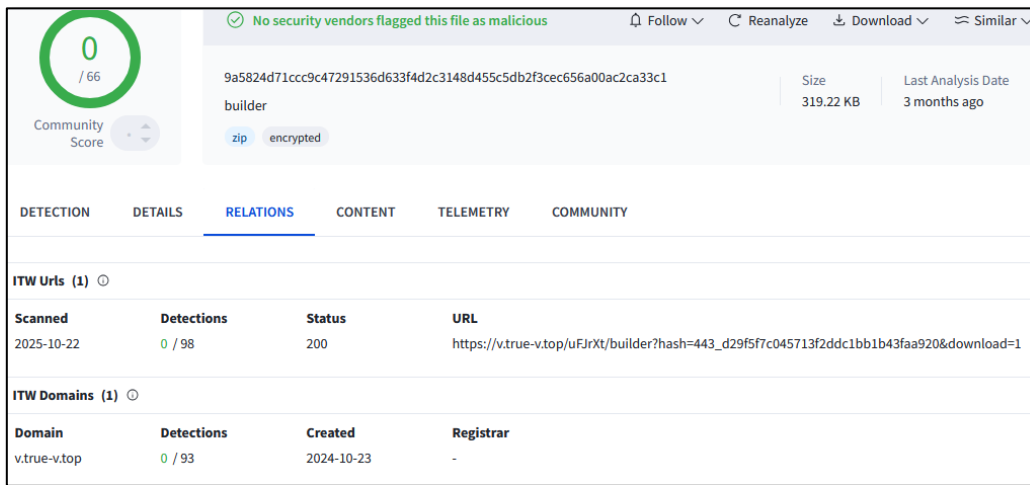 0
/ 66
Community
Score
No security vendors flagged this file as malicious
Follow
Reanalyze
Download
Similar
9a5824d71ccc9c47291536d633f4d2c3148d455c5db2f3cec656a00ac2ca33c1
builder
zip encrypted
Size
319.22 KB
Last Analysis Date
3 months ago
DETECTION DETAILS RELATIONS CONTENT TELEMETRY COMMUNITY
ITW Urls (1)
Scanned Detections Status URL
2025-10-22 0 / 98 200 https://v.true-v.top/uFJrXt/builder?hash=443_d29f5f7c045713f2ddc1bb1b43faa920&download=1
ITW Domains (1)
Domain Detections Created Registrar
v.true-v.top 0 / 93 2024-10-23 -